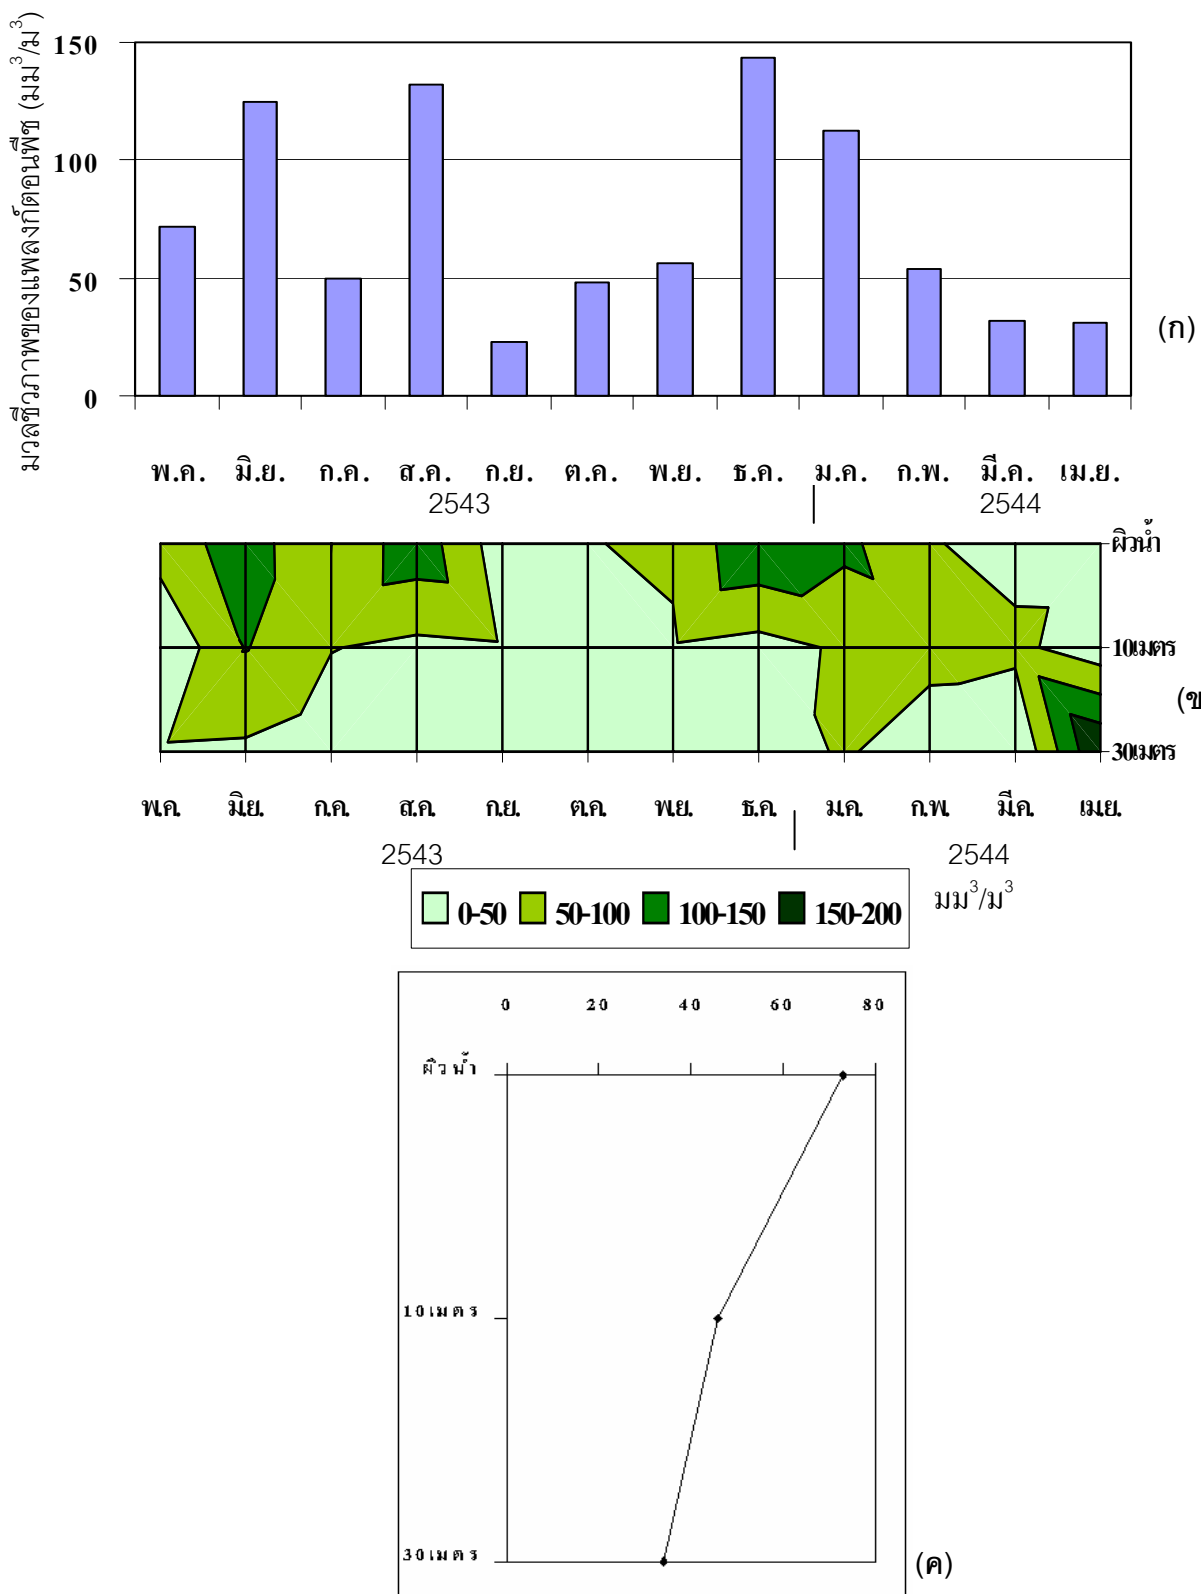 มวลชีวภาพของแพลงก์ตอนพืช (มม³/ม³)
150
100
50
0
(ก)
พ.ค. มิ.ย. ก.ค. ส.ค. ก.ย. ต.ค. พ.ย. ธ.ค. ม.ค. ก.พ. มี.ค. เม.ย.
2543 2544
ผิวน้ำ
10เมตร
(ข
30เมตร
พ.ค. มิ.ย. ก.ค. ส.ค. ก.ย. ต.ค. พ.ย. ธ.ค. ม.ค. ก.พ. มี.ค. เม.ย.
2543 2544
0-50 50-100 100-150 150-200 มม³/ม³
0 20 40 60 80
ผิวน้ำ
10เมตร
30เมตร
(ค)